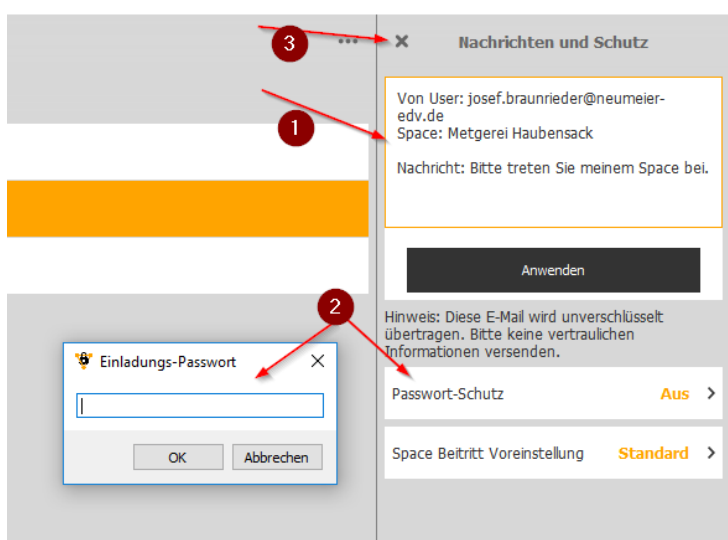 3
•••
Nachrichten und Schutz
1
Von User: josef.braunrieder@neumeier-
edv.de
Space: Metgerei Haubensack
Nachricht: Bitte treten Sie meinem Space bei.
Anwenden
2
Hinweis: Diese E-Mail wird unverschlüsselt
übertragen. Bitte keine vertraulichen
Informationen versenden.
Einladungs-Passwort
OK Abbrechen
Passwort-Schutz Aus
Space Beitritt Voreinstellung Standard